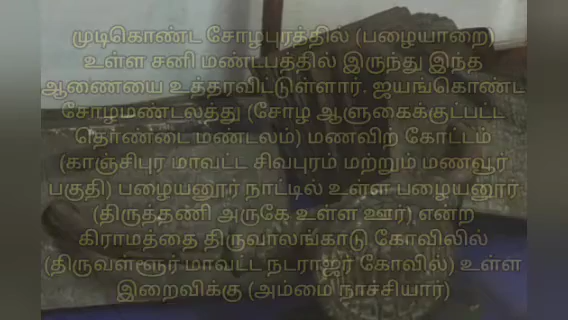 முடிகொண்ட சோழபுரத்தில் (பழையாறை)
உள்ள சனி மண்டபத்தில் இருந்து இந்த
ஆணையை உத்தரவிட்டுள்ளார். ஜயங்கொண்ட
சோழமண்டலத்து (சோழ ஆளுகைக்குட்பட்ட
தொண்டைமண்டலம்) மணவிற் கோட்டம்
(காஞ்சிபுர மாவட்ட சிவபுரம் மற்றும் மணவூர்
பகுதி) பழையனூர் நாட்டில் உள்ள பழையனூர்
(திருத்தணி அருகே உள்ள ஊர்) என்ற
கிராமத்தை திருவாலங்காடு கோவிலில்
(திருவள்ளூர் மாவட்ட நடராஜர் கோவில்) உள்ள
இறைவிக்கு (அம்மை நாச்சியார்)